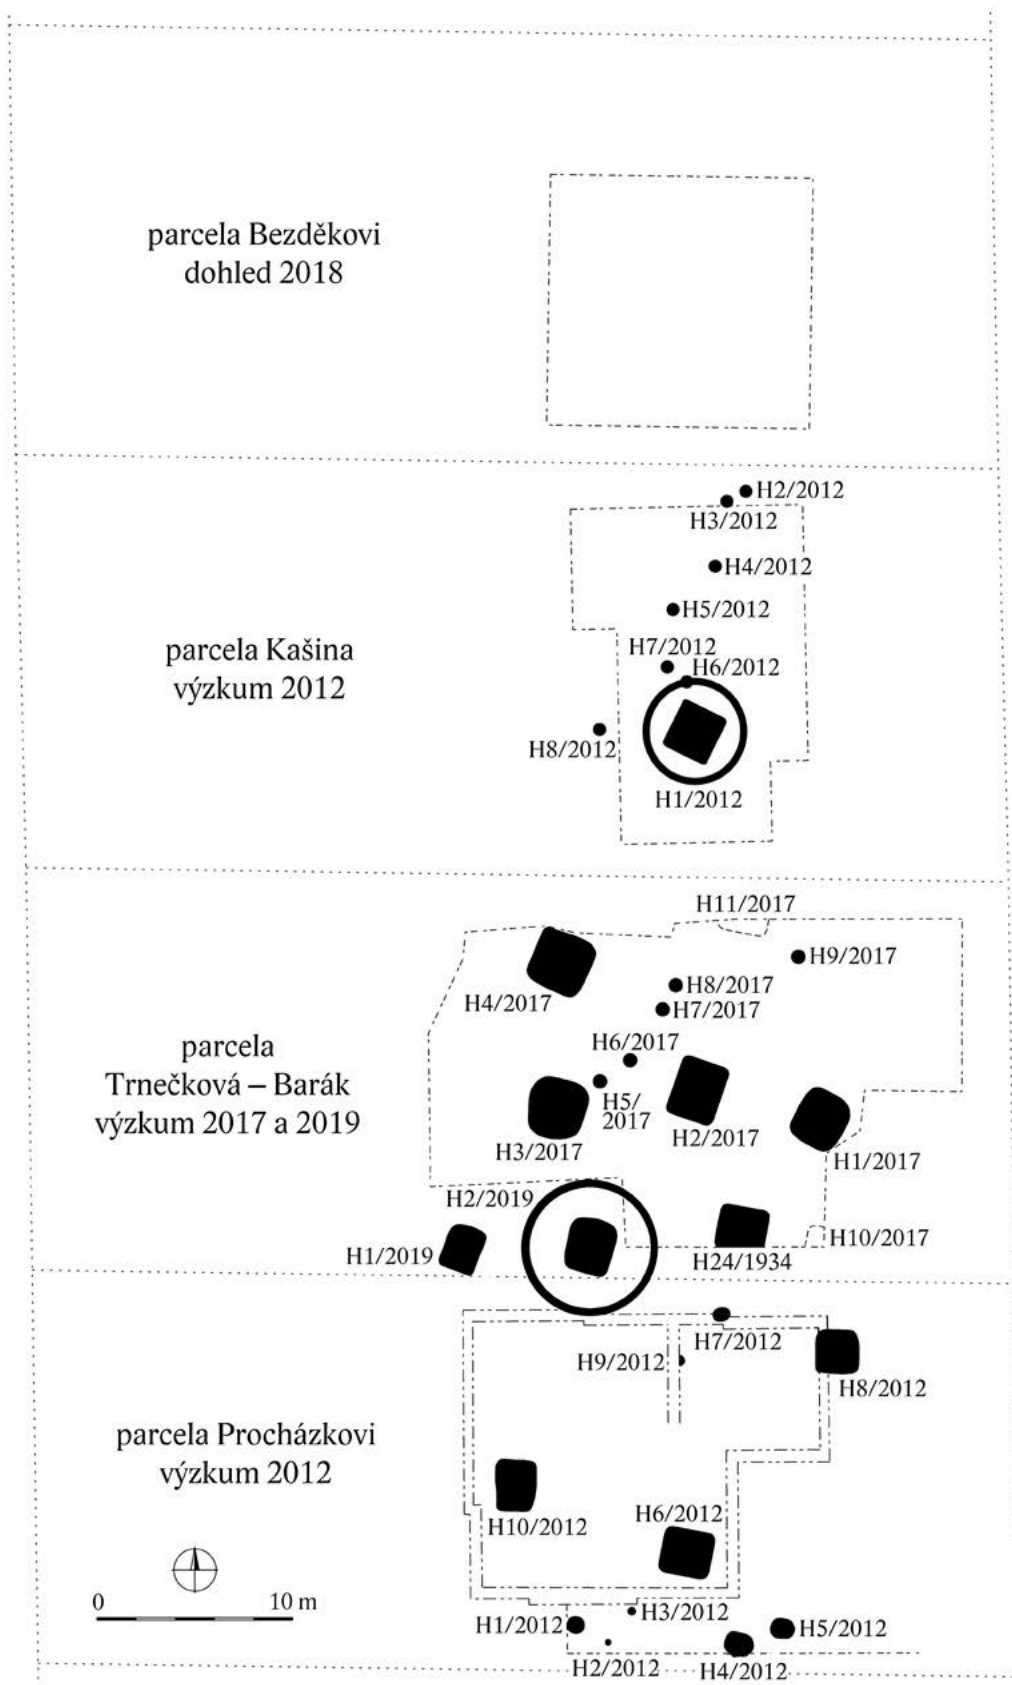 parcela Bezděkovi
dohled 2018
H2/2012
H3/2012
H4/2012
H5/2012
parcela Kašina
výzkum 2012
H7/2012
H6/2012
H8/2012
H1/2012
H11/2017
H9/2017
H4/2017
H8/2017
H7/2017
parcela
Trnečková – Barák
výzkum 2017 a 2019
H6/2017
H5/
2017
H3/2017
H2/2017
H1/2017
H2/2019
H1/2019
H10/2017
H24/1934
H7/2012
H9/2012
H8/2012
parcela Procházkovi
výzkum 2012
H10/2012
H6/2012
0 10 m
H1/2012
H3/2012
H5/2012
H2/2012
H4/2012